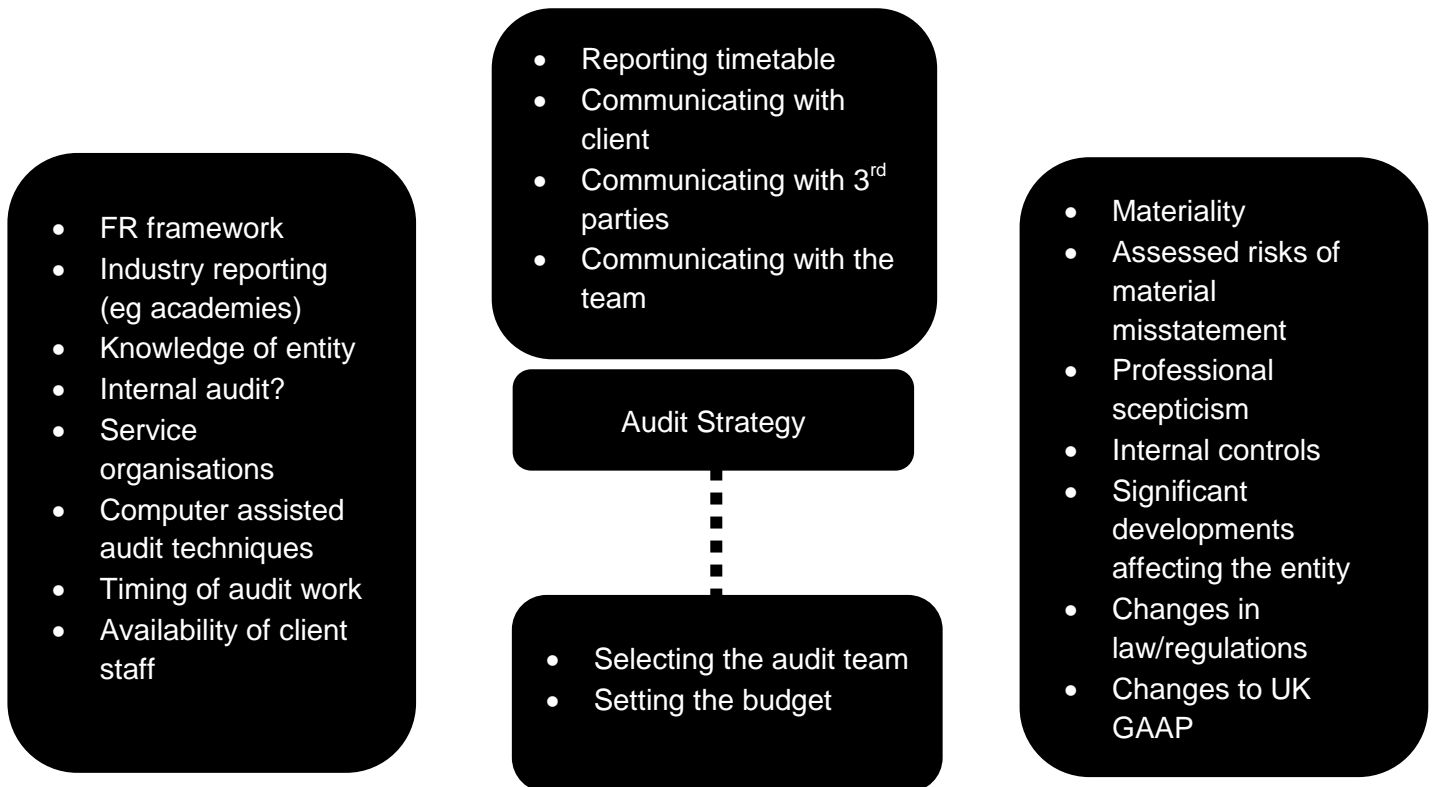 • Reporting timetable
• Communicating with
client
• Communicating with 3rd
parties
• Communicating with the
team
• FR framework
• Industry reporting
(eg academies)
• Knowledge of entity
• Internal audit?
• Service
organisations
• Computer assisted
audit techniques
• Timing of audit work
• Availability of client
staff
Audit Strategy
• Selecting the audit team
• Setting the budget
• Materiality
• Assessed risks of
material
misstatement
• Professional
scepticism
• Internal controls
• Significant
developments
affecting the entity
• Changes in
law/regulations
• Changes to UK
GAAP